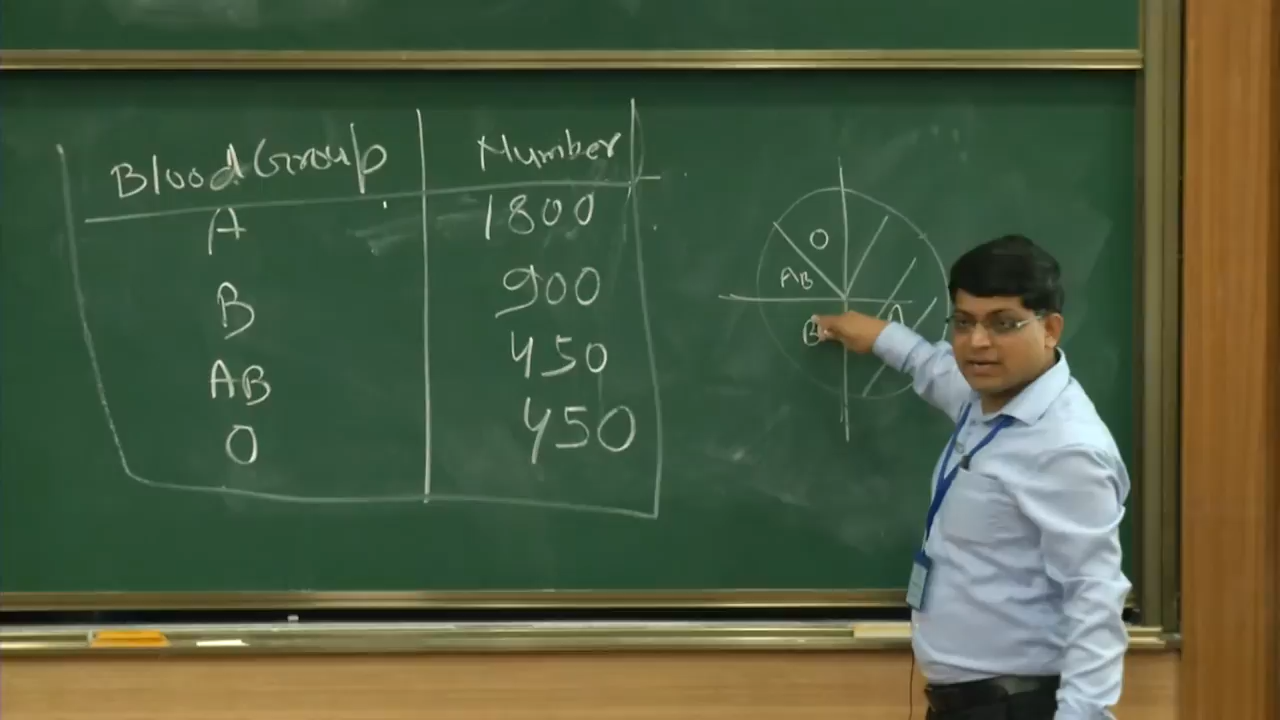 Blood Group Number
A 1800
B 900
AB 450
O 450
O
AB
B A